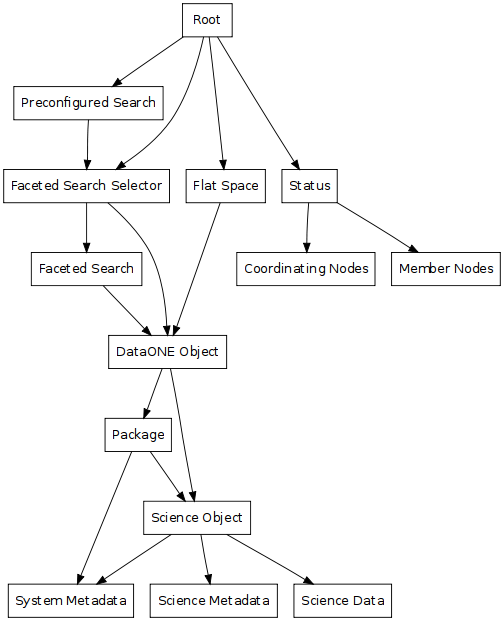 Root
Preconfigured Search
Faceted Search Selector
Flat Space
Status
Faceted Search
Coordinating Nodes
Member Nodes
DataONE Object
Package
Science Object
System Metadata
Science Metadata
Science Data